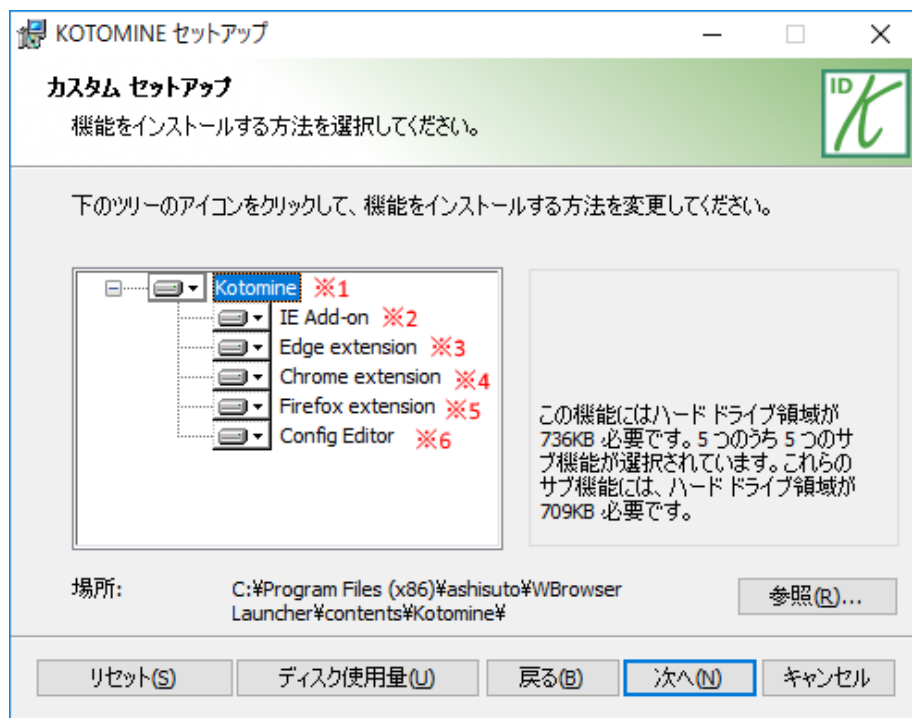 KOTOMINE セットアップ
カスタム セットアップ
機能をインストールする方法を選択してください。
ID K
下のツリーのアイコンをクリックして、機能をインストールする方法を変更してください。
Kotomine ※1
IE Add-on ※2
Edge extension ※3
Chrome extension ※4
Firefox extension ※5
Config Editor ※6
この機能にはハード ドライブ領域が
736KB 必要です。5 つのうち 5 つのサ
ブ機能が選択されています。これらの
サブ機能には、ハード ドライブ領域が
709KB 必要です。
場所:
C:¥Program Files (x86)¥ashisuto¥WBrowser
Launcher¥contents¥Kotomine¥
参照(R)...
リセット(S)
ディスク使用量(U)
戻る(B)
次へ(N)
キャンセル